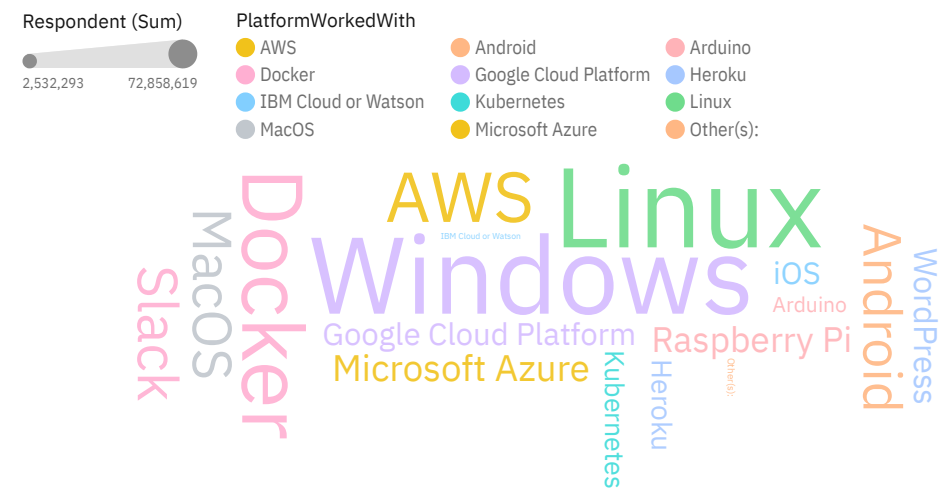 Respondent (Sum)
2,532,293 72,858,619
PlatformWorkedWith
AWS Android Arduino
Docker Google Cloud Platform Heroku
IBM Cloud or Watson Kubernetes Linux
MacOS Microsoft Azure Other(s):
Slack
MacOS
Docker
AWS
Linux
IBM Cloud or Watson
Windows
iOS
Arduino
Google Cloud Platform
Raspberry Pi
Microsoft Azure
Kubernetes
Heroku
Other(s):
Android
WordPress